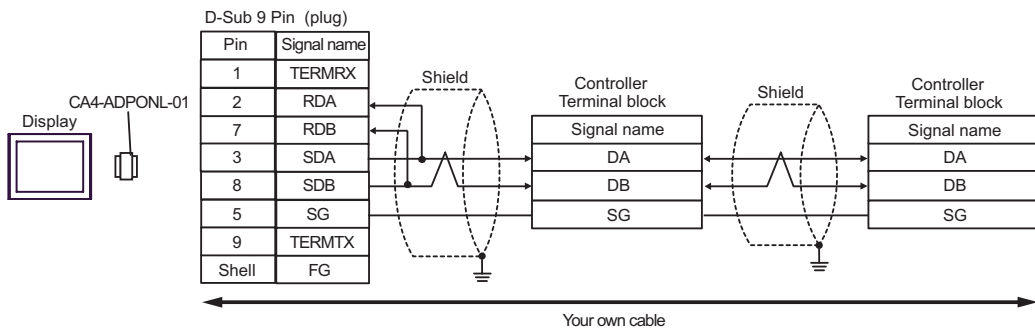 D-Sub 9 Pin (plug)
Pin Signal name
1 TERMRX
2 RDA
7 RDB
3 SDA
8 SDB
5 SG
9 TERMTX
Shell FG
CA4-ADPONL-01
Display
Shield
Controller
Terminal block
Signal name
DA
DB
SG
Shield
Controller
Terminal block
Signal name
DA
DB
SG
Your own cable